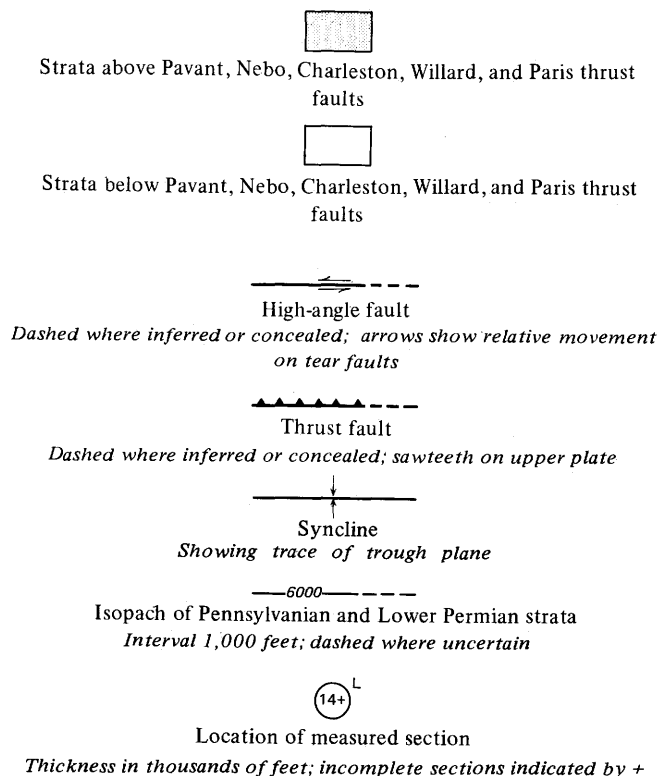 Strata above Pavant, Nebo, Charleston, Willard, and Paris thrust
faults
Strata below Pavant, Nebo, Charleston, Willard, and Paris thrust
faults
High-angle fault
Dashed where inferred or concealed; arrows show relative movement
on tear faults
Thrust fault
Dashed where inferred or concealed; sawteeth on upper plate
Syncline
Showing trace of trough plane
6000
Isopach of Pennsylvanian and Lower Permian strata
Interval 1,000 feet; dashed where uncertain
14+ L
Location of measured section
Thickness in thousands of feet; incomplete sections indicated by +